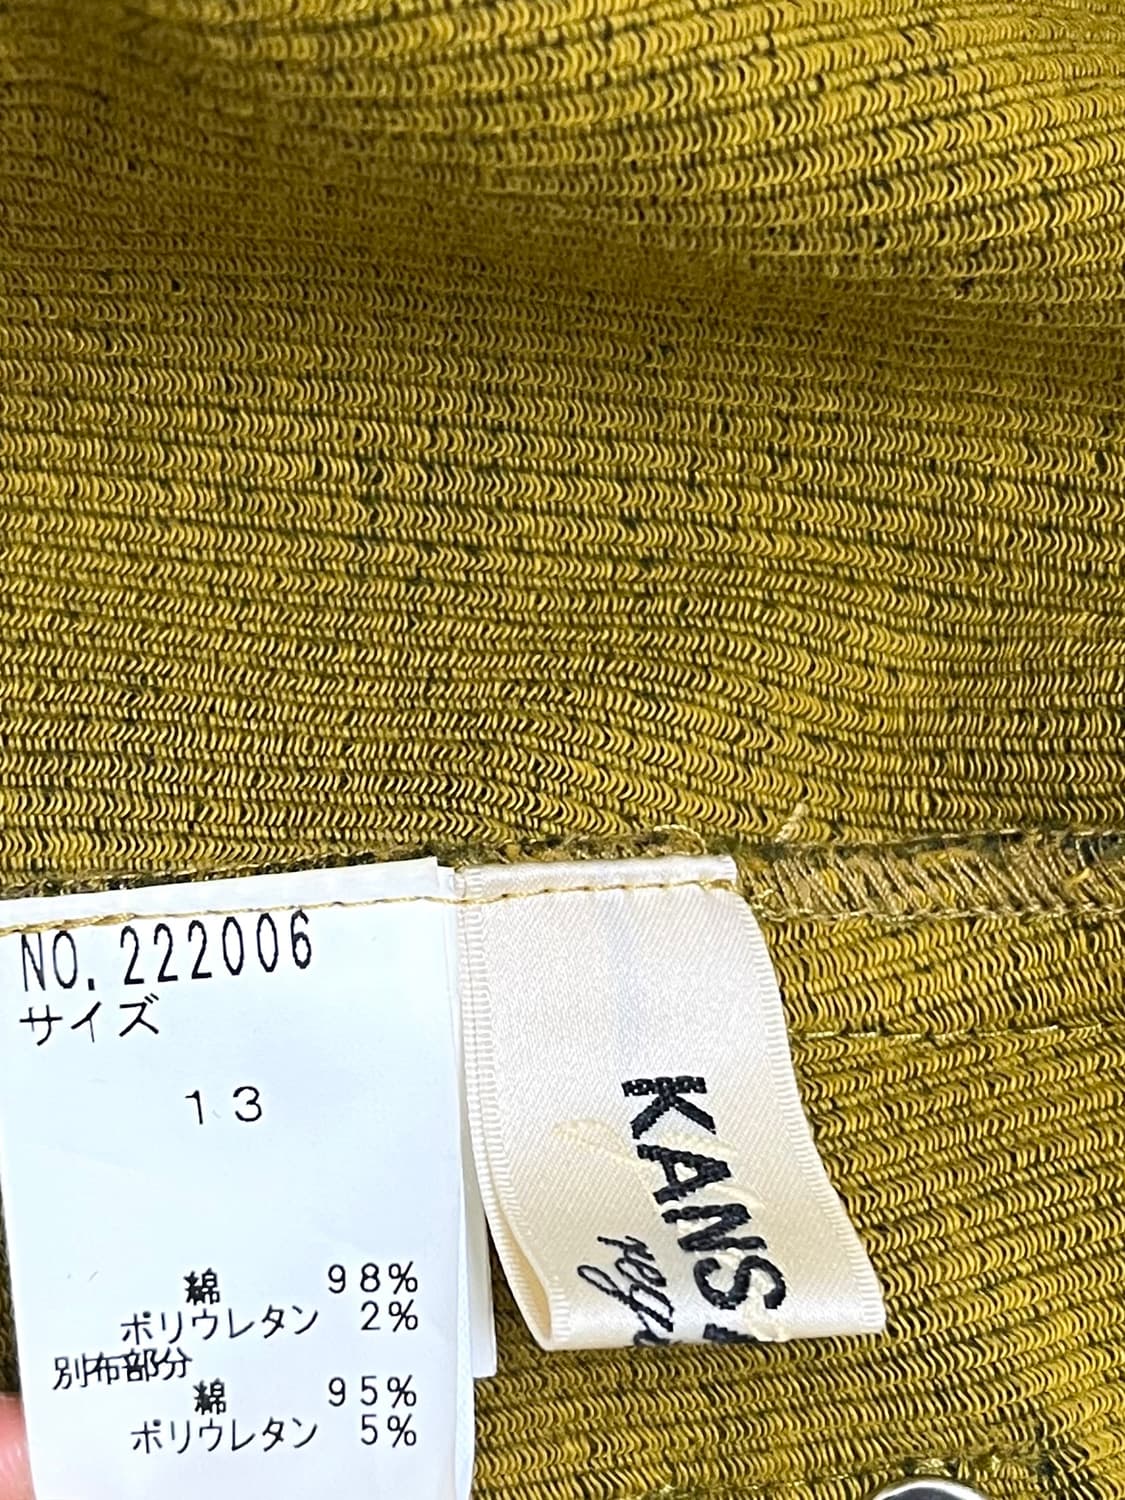 NO. 222006
サイズ
13
綿 98%
ポリウレタン 2%
別布部分
綿 95%
ポリウレタン 5%
KANS